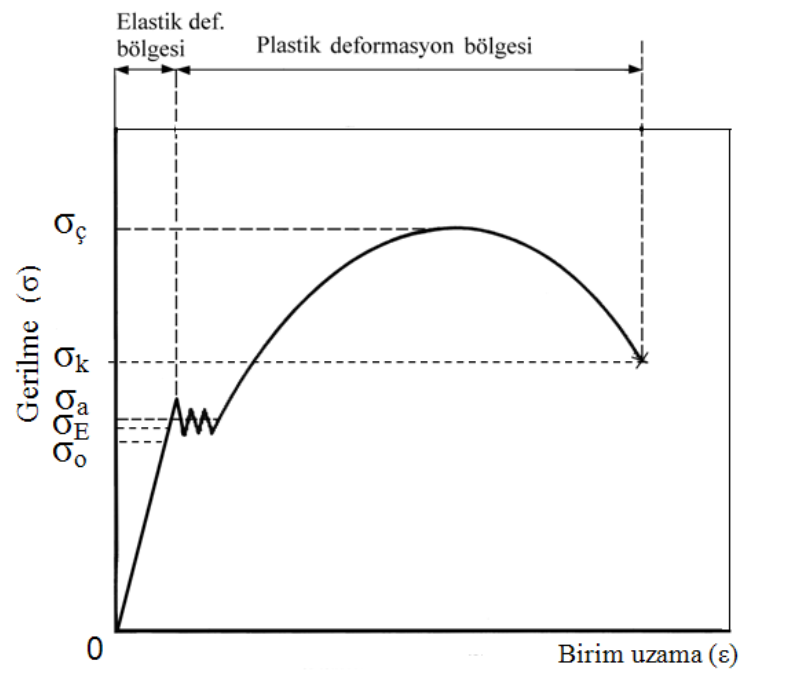 Elastik def.
bölgesi
Plastik deformasyon bölgesi
σç
σk
σa
σE
σo
Gerilme (σ)
0
Birim uzama (ε)